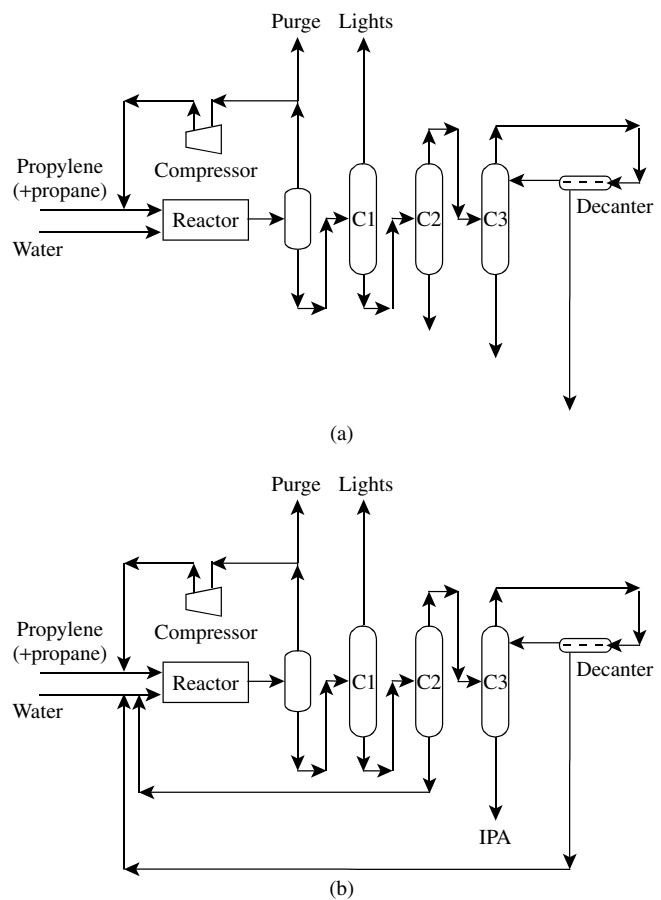 Purge
Lights
Propylene
(+propane)
Compressor
Water
Reactor
C1
C2
C3
Decanter
(a)
Purge
Lights
Propylene
(+propane)
Compressor
Water
Reactor
C1
C2
C3
Decanter
IPA
(b)